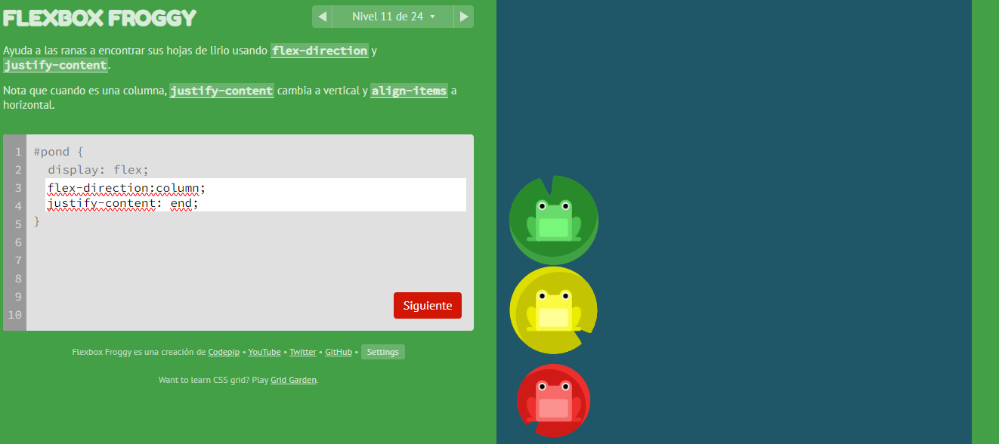 FLEXBOX FROGGY
Nivel 11 de 24
Ayuda a las ranas a encontrar sus hojas de lirio usando flex-direction y
justify-content.
Nota que cuando es una columna, justify-content cambia a vertical y align-items a
horizontal.
1 #pond {
2 display: flex;
3 flex-direction:column;
4 justify-content: end;
5 }
6
7
8
9
10
Siguiente
Flexbox Froggy es una creación de Codepip • YouTube • Twitter • GitHub • Settings
Want to learn CSS grid? Play Grid Garden.